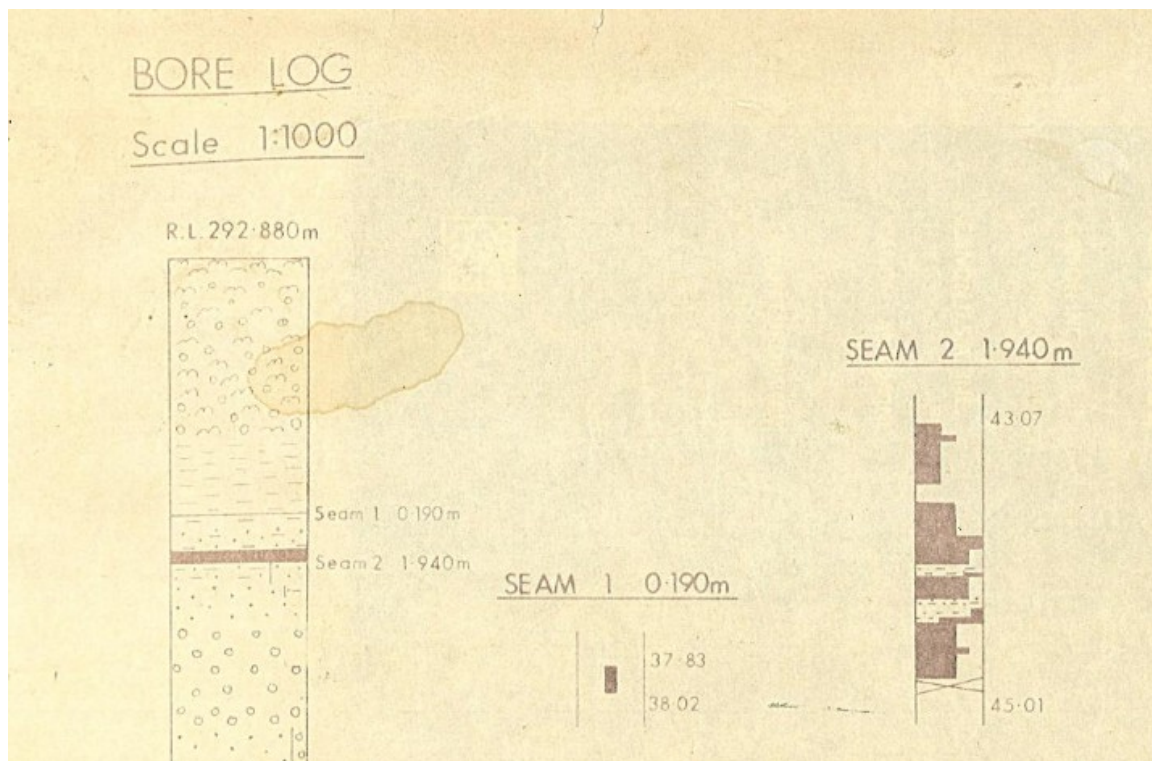 BORE LOG
Scale 1:1000
R.L. 292·880m
Seam 1 0·190m
Seam 2 1·940m
SEAM 1 0·190m
37·83
38·02
SEAM 2 1·940m
43·07
45·01